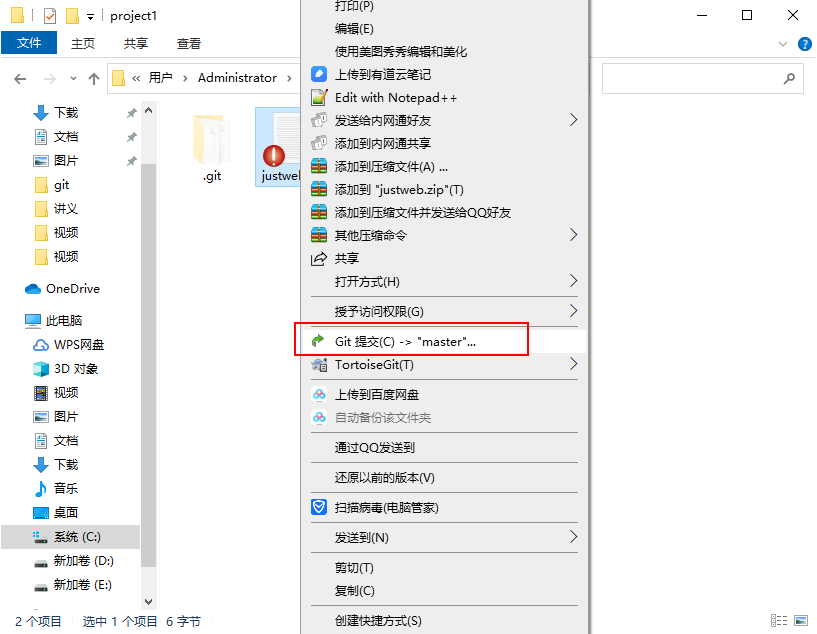 project1
文件 主页 共享 查看
« 用户 › Administrator ›
下载
文档
图片
git
讲义
视频
视频
OneDrive
此电脑
WPS网盘
3D 对象
视频
图片
文档
下载
音乐
桌面
系统 (C:)
新加卷 (D:)
新加卷 (E:)
.git
justwel
打印(P)
编辑(E)
使用美图秀秀编辑和美化
上传到有道云笔记
Edit with Notepad++
发送给内网通好友
添加到内网通共享
添加到压缩文件(A) ...
添加到 "justweb.zip"(T)
添加到压缩文件并发送给QQ好友
其他压缩命令
共享
打开方式(H)
授予访问权限(G)
Git 提交(C) -> "master"...
TortoiseGit(T)
上传到百度网盘
自动备份该文件夹
通过QQ发送到
还原以前的版本(V)
扫描病毒(电脑管家)
发送到(N)
剪切(T)
复制(C)
创建快捷方式(S)
2 个项目 选中 1 个项目 6 字节